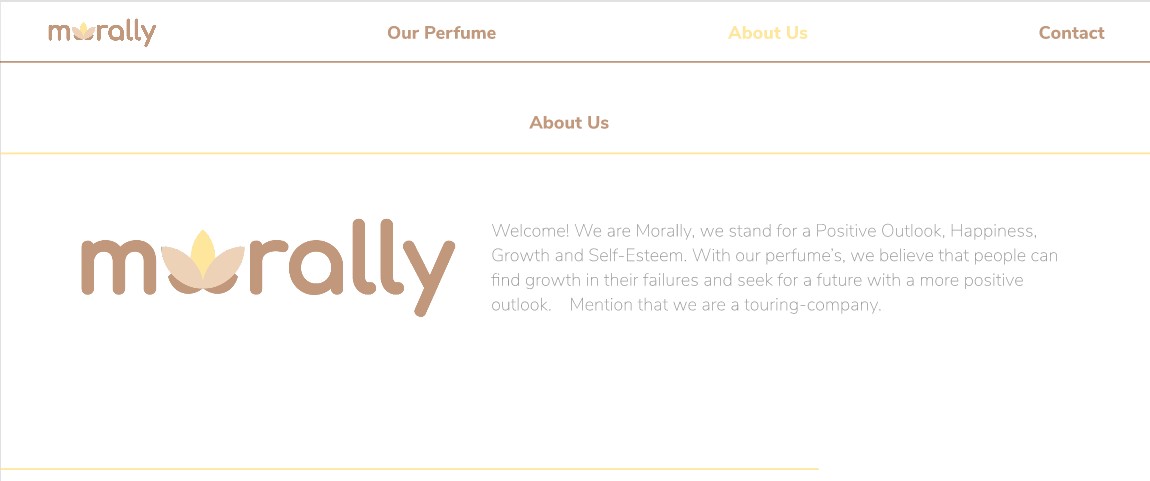 morally
Our Perfume
About Us
Contact
About Us
morally
Welcome! We are Morally, we stand for a Positive Outlook, Happiness,
Growth and Self-Esteem. With our perfume's, we believe that people can
find growth in their failures and seek for a future with a more positive
outlook.    Mention that we are a touring-company.